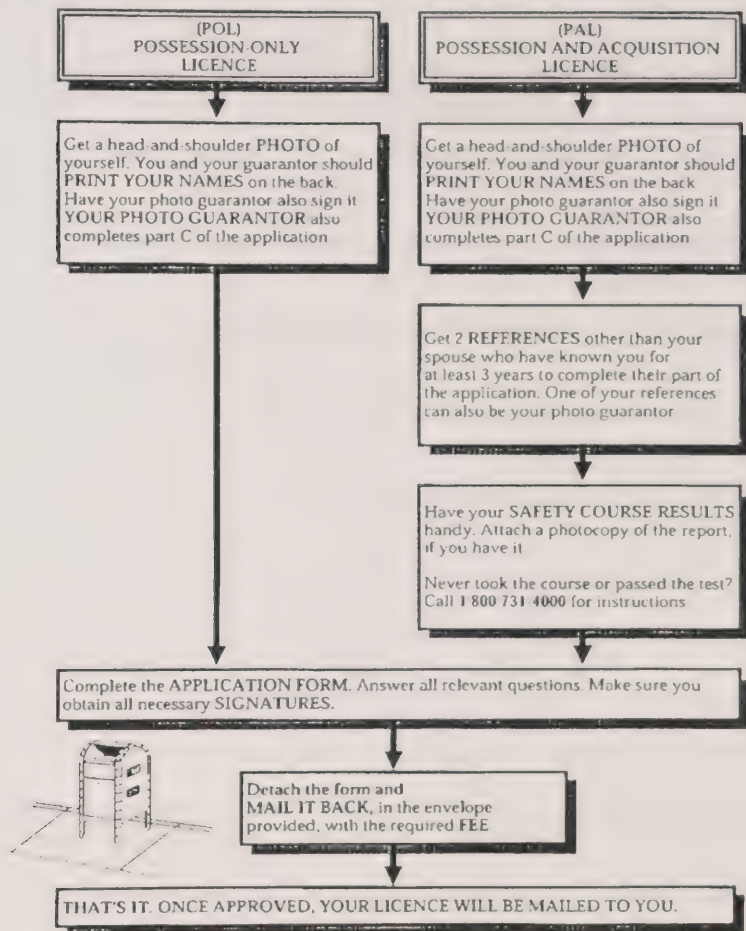 (POL)
POSSESSION-ONLY
LICENCE
Get a head-and-shoulder PHOTO of
yourself. You and your guarantor should
PRINT YOUR NAMES on the back.
Have your photo guarantor also sign it
YOUR PHOTO GUARANTOR also
completes part C of the application
(PAL)
POSSESSION AND ACQUISITION
LICENCE
Get a head-and-shoulder PHOTO of
yourself. You and your guarantor should
PRINT YOUR NAMES on the back
Have your photo guarantor also sign it
YOUR PHOTO GUARANTOR also
completes part C of the application
Get 2 REFERENCES other than your
spouse who have known you for
at least 3 years to complete their part of
the application. One of your references
can also be your photo guarantor
Have your SAFETY COURSE RESULTS
handy. Attach a photocopy of the report,
if you have it
Never took the course or passed the test?
Call 1 800 731-4000 for instructions
Complete the APPLICATION FORM. Answer all relevant questions. Make sure you
obtain all necessary SIGNATURES.
Detach the form and
MAIL IT BACK, in the envelope
provided, with the required FEE
THAT'S IT. ONCE APPROVED, YOUR LICENCE WILL BE MAILED TO YOU.